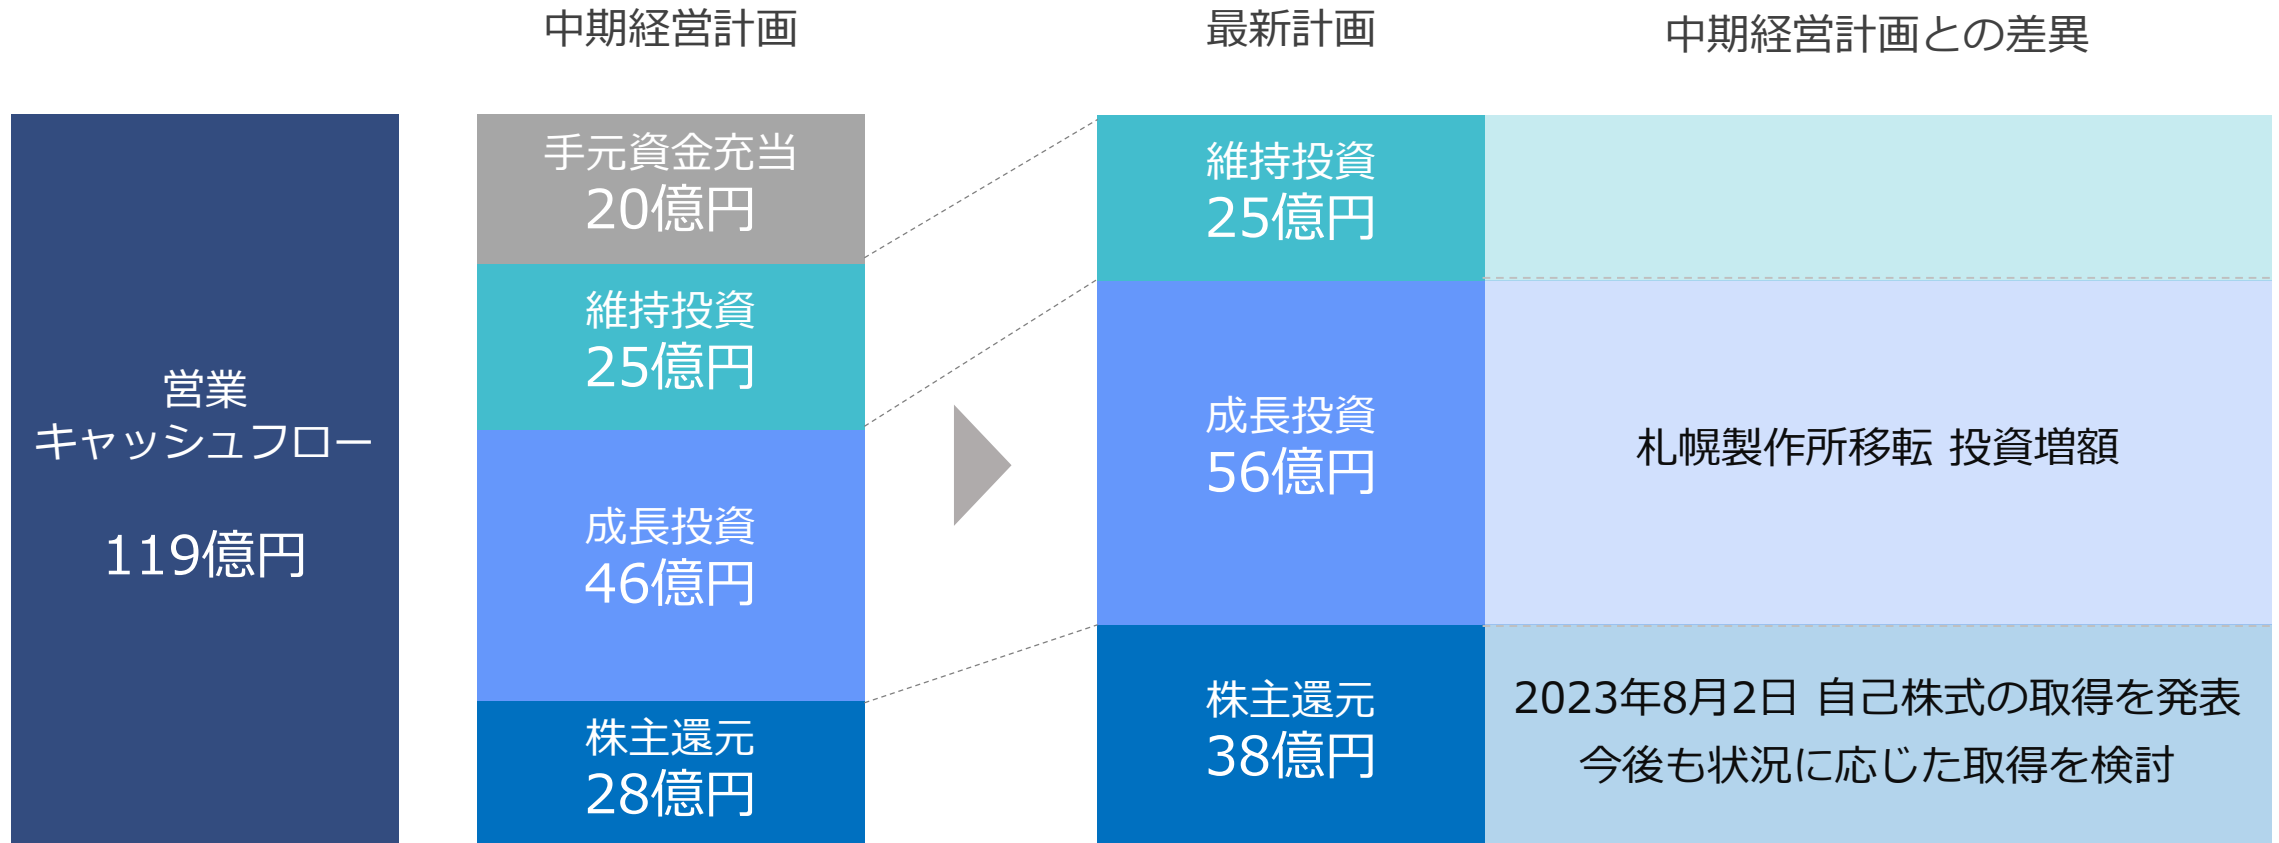 中期経営計画
最新計画
中期経営計画との差異
営業
キャッシュフロー
119億円
手元資金充当
20億円
維持投資
25億円
成長投資
46億円
株主還元
28億円
維持投資
25億円
成長投資
56億円
株主還元
38億円
札幌製作所移転 投資増額
2023年8月2日 自己株式の取得を発表
今後も状況に応じた取得を検討